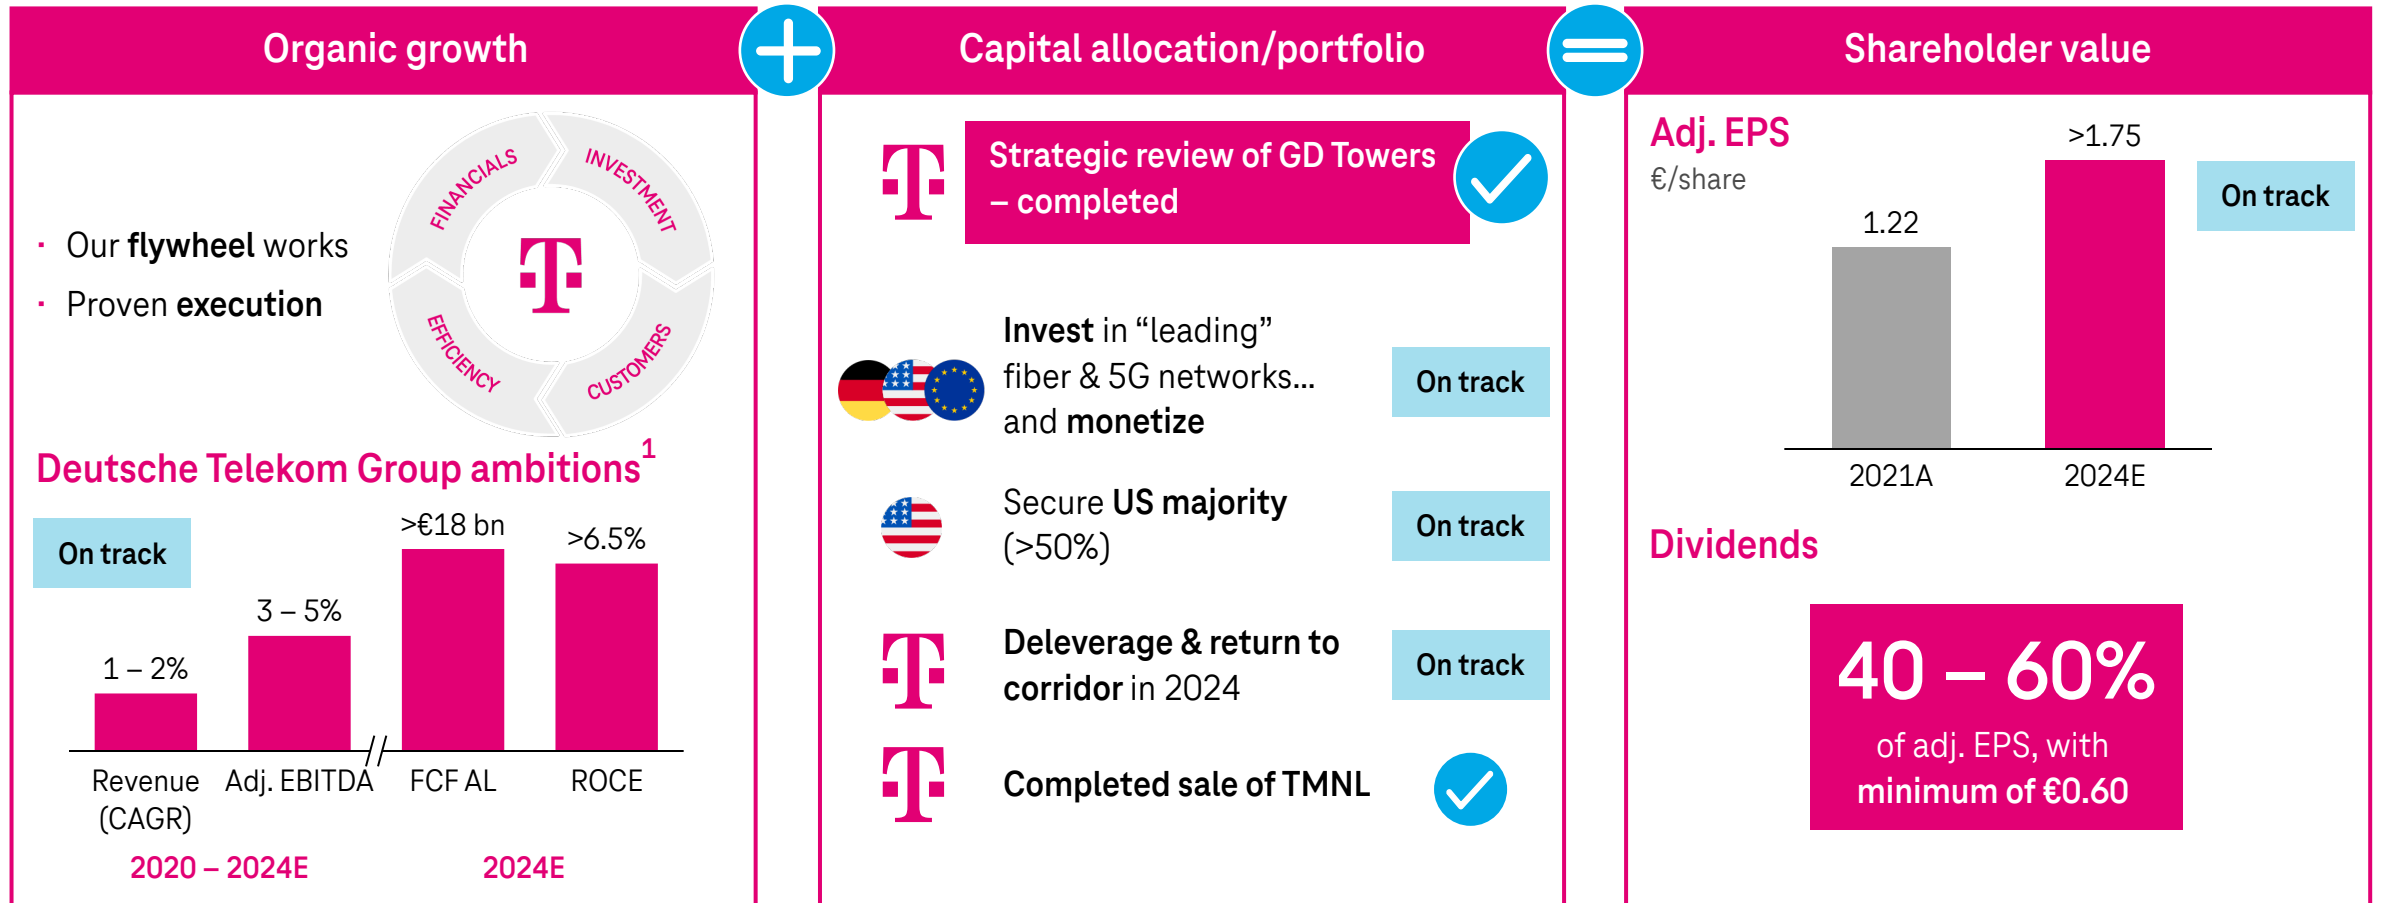 Organic growth
FINANCIALS
INVESTMENT
EFFICIENCY
CUSTOMERS
· Our flywheel works
· Proven execution
Deutsche Telekom Group ambitions1
On track
1 – 2%
3 – 5%
>€18 bn
>6.5%
Revenue
(CAGR)
Adj. EBITDA
FCF AL
ROCE
2020 – 2024E
2024E
Capital allocation/portfolio
Strategic review of GD Towers
– completed
Invest in “leading”
fiber & 5G networks...
and monetize
On track
Secure US majority
(>50%)
On track
Deleverage & return to
corridor in 2024
On track
Completed sale of TMNL
Shareholder value
Adj. EPS
€/share
1.22
>1.75
On track
2021A
2024E
Dividends
40 – 60%
of adj. EPS, with
minimum of €0.60